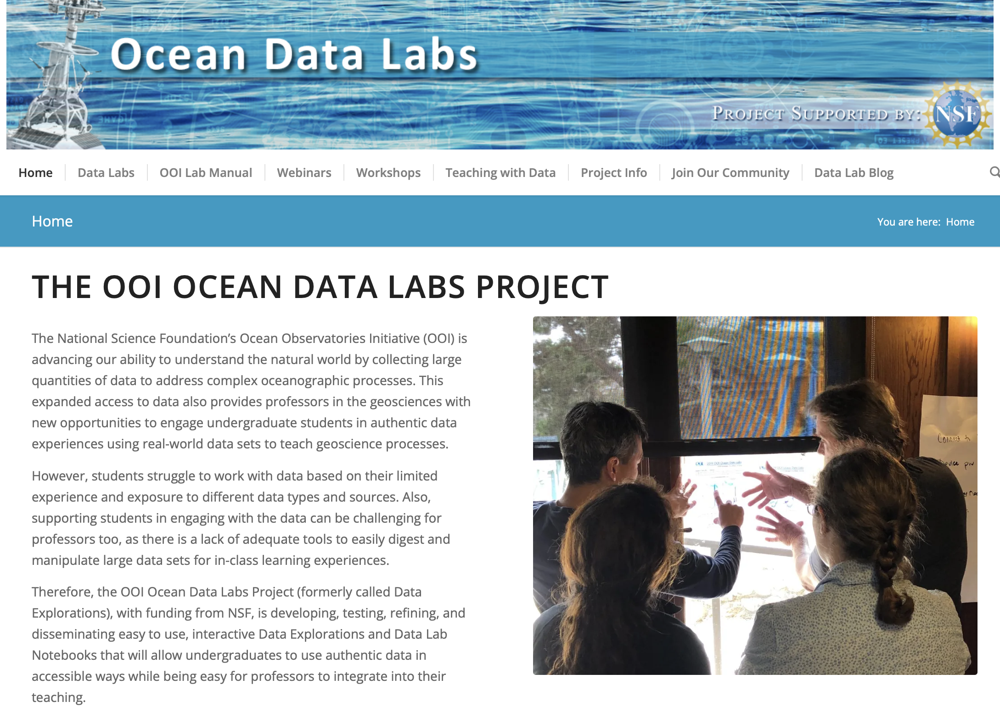 Ocean Data Labs
PROJECT SUPPORTED BY:
NSF
Home
Data Labs
OOI Lab Manual
Webinars
Workshops
Teaching with Data
Project Info
Join Our Community
Data Lab Blog
Home
You are here: Home
THE OOI OCEAN DATA LABS PROJECT
The National Science Foundation’s Ocean Observatories Initiative (OOI) is
advancing our ability to understand the natural world by collecting large
quantities of data to address complex oceanographic processes. This
expanded access to data also provides professors in the geosciences with
new opportunities to engage undergraduate students in authentic data
experiences using real-world data sets to teach geoscience processes.
However, students struggle to work with data based on their limited
experience and exposure to different data types and sources. Also,
supporting students in engaging with the data can be challenging for
professors too, as there is a lack of adequate tools to easily digest and
manipulate large data sets for in-class learning experiences.
Therefore, the OOI Ocean Data Labs Project (formerly called Data
Explorations), with funding from NSF, is developing, testing, refining, and
disseminating easy to use, interactive Data Explorations and Data Lab
Notebooks that will allow undergraduates to use authentic data in
accessible ways while being easy for professors to integrate into their
teaching.
Connect
pw